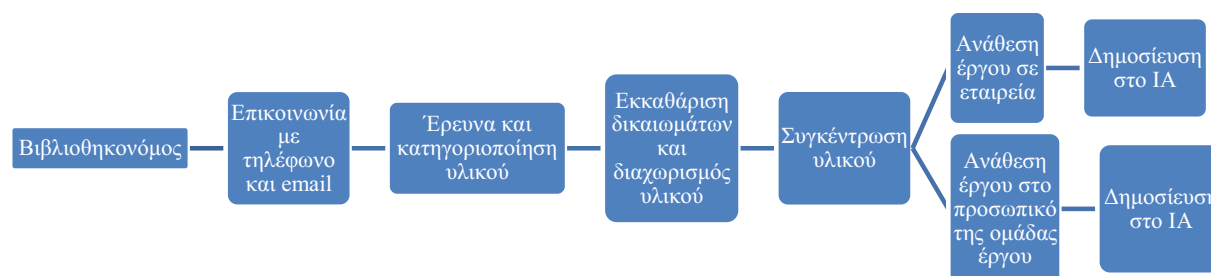 Βιβλιοθηκονόμος
Επικοινωνία
με
τηλέφωνο
και email
Έρευνα και
κατηγοριοποίηση
υλικού
Εκκαθάριση
δικαιωμάτων
και
διαχωρισμός
υλικού
Συγκέντρωση
υλικού
Ανάθεση
έργου σε
εταιρεία
Δημοσίευση
στο ΙΑ
Ανάθεση
έργου στο
προσωπικό
της ομάδας
έργου
Δημοσίευση
στο ΙΑ